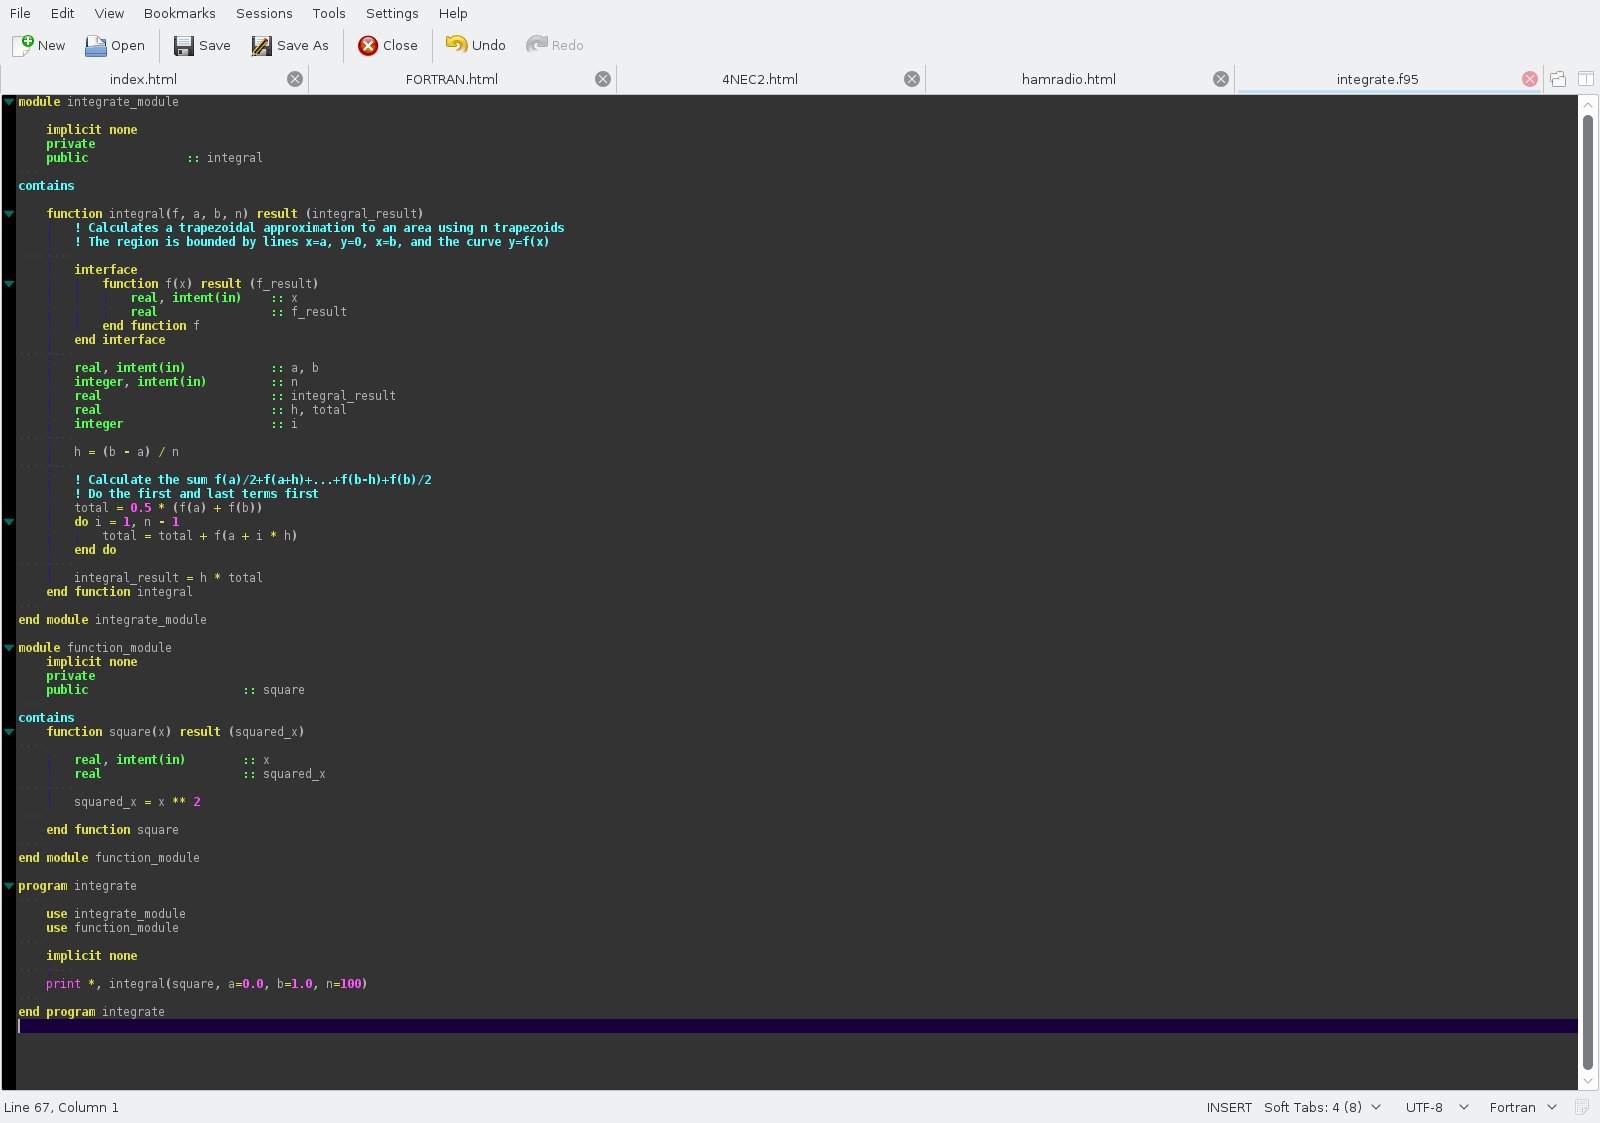 File Edit View Bookmarks Sessions Tools Settings Help
New Open Save Save As Close Undo Redo
index.html FORTRAN.html 4NEC2.html hamradio.html integrate.f95
module integrate_module
    implicit none
    private
    public              :: integral
contains
    function integral(f, a, b, n) result (integral_result)
        ! Calculates a trapezoidal approximation to an area using n trapezoids
        ! The region is bounded by lines x=a, y=0, x=b, and the curve y=f(x)
        interface
            function f(x) result (f_result)
                real, intent(in)    :: x
                real                :: f_result
            end function f
        end interface
        real, intent(in)            :: a, b
        integer, intent(in)         :: n
        real                        :: integral_result
        real                        :: h, total
        integer                     :: i
        h = (b - a) / n
        ! Calculate the sum f(a)/2+f(a+h)+...+f(b-h)+f(b)/2
        ! Do the first and last terms first
        total = 0.5 * (f(a) + f(b))
        do i = 1, n - 1
            total = total + f(a + i * h)
        end do
        integral_result = h * total
    end function integral
end module integrate_module
module function_module
    implicit none
    private
    public                      :: square
contains
    function square(x) result (squared_x)
        real, intent(in)        :: x
        real                    :: squared_x
        squared_x = x ** 2
    end function square
end module function_module
program integrate
    use integrate_module
    use function_module
    implicit none
    print *, integral(square, a=0.0, b=1.0, n=100)
end program integrate
Line 67, Column 1 INSERT Soft Tabs: 4 (8) UTF-8 Fortran